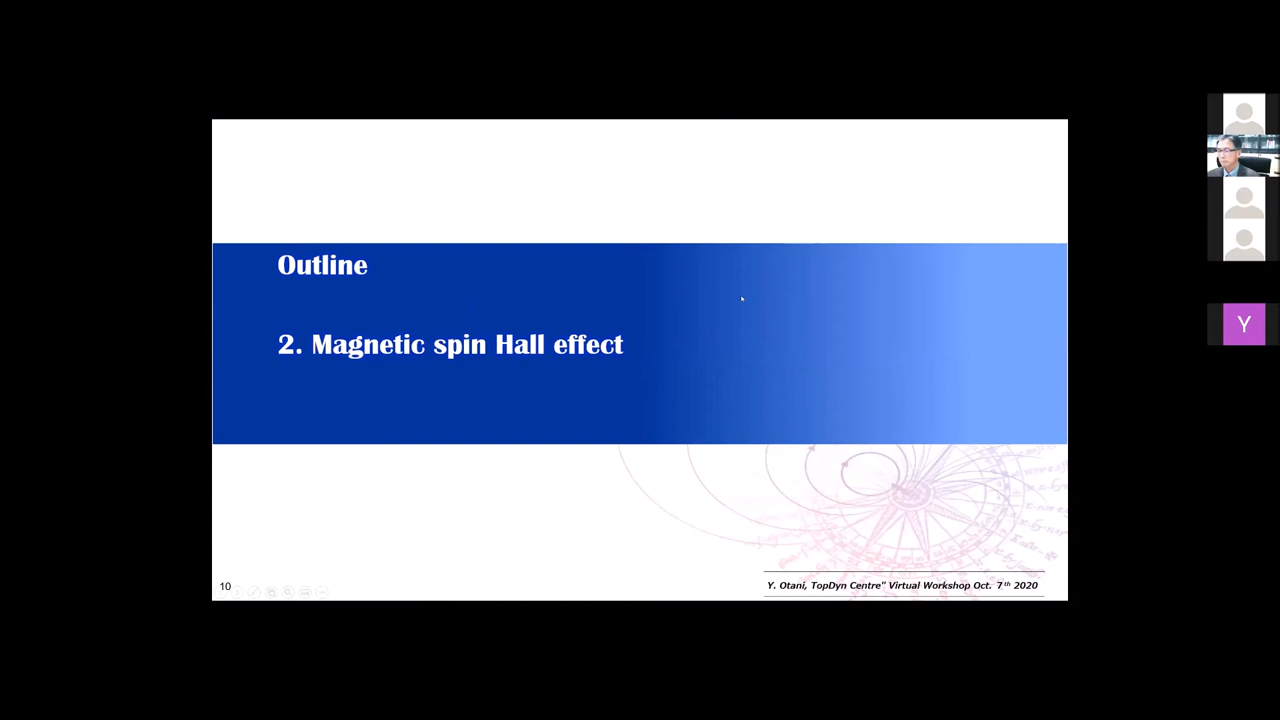 Outline
2. Magnetic spin Hall effect
10
Y. Otani, TopDyn Centre" Virtual Workshop Oct. 7th 2020
Y